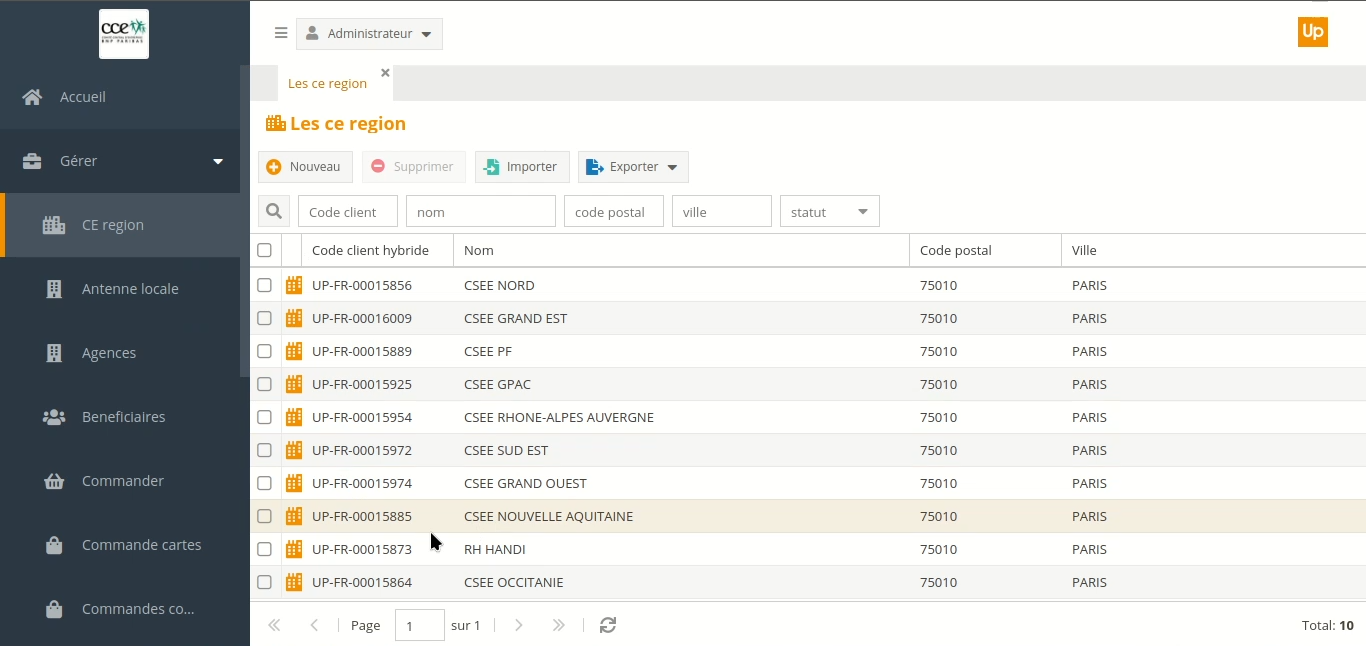 cce
BNP PARIBAS
Administrateur
Up
Accueil
Les ce region
Les ce region
Gérer
Nouveau
Supprimer
Importer
Exporter
Code client
nom
code postal
ville
statut
CE region
Code client hybride Nom Code postal Ville
Antenne locale
UP-FR-00015856 CSEE NORD 75010 PARIS
UP-FR-00016009 CSEE GRAND EST 75010 PARIS
Agences
UP-FR-00015889 CSEE PF 75010 PARIS
UP-FR-00015925 CSEE GPAC 75010 PARIS
Beneficiaires
UP-FR-00015954 CSEE RHONE-ALPES AUVERGNE 75010 PARIS
UP-FR-00015972 CSEE SUD EST 75010 PARIS
Commander
UP-FR-00015974 CSEE GRAND OUEST 75010 PARIS
UP-FR-00015885 CSEE NOUVELLE AQUITAINE 75010 PARIS
Commande cartes
UP-FR-00015873 RH HANDI 75010 PARIS
UP-FR-00015864 CSEE OCCITANIE 75010 PARIS
Commandes co...
Page 1 sur 1
Total: 10